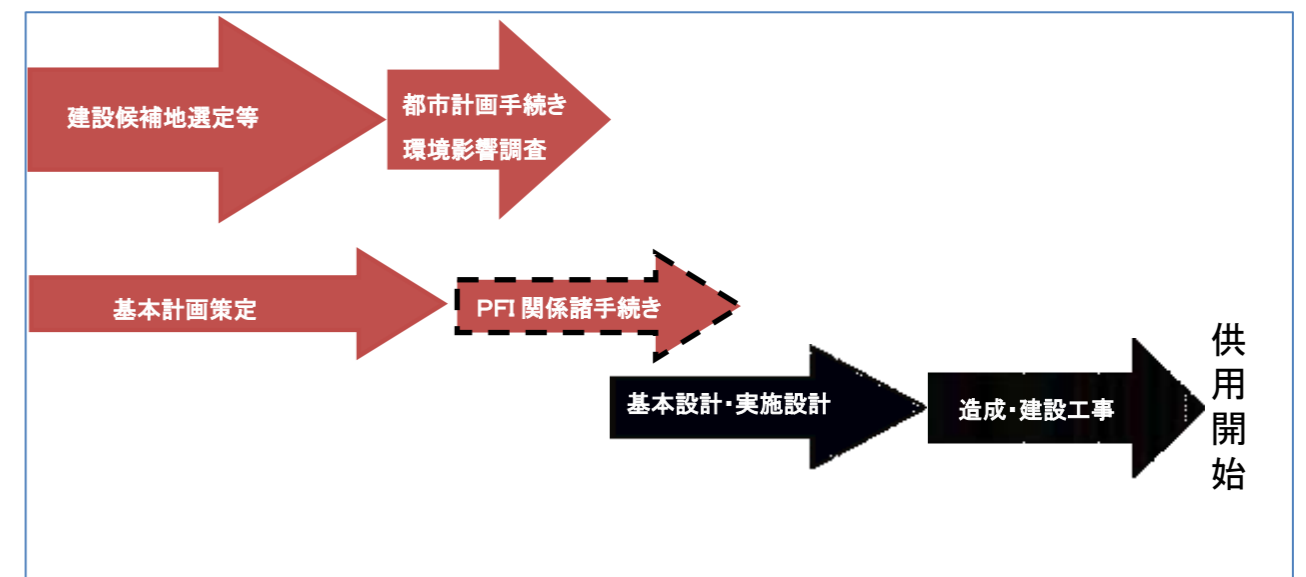 建設候補地選定等
都市計画手続き
環境影響調査
基本計画策定
ＰＦＩ関係諸手続き
基本設計・実施設計
造成・建設工事
供用開始